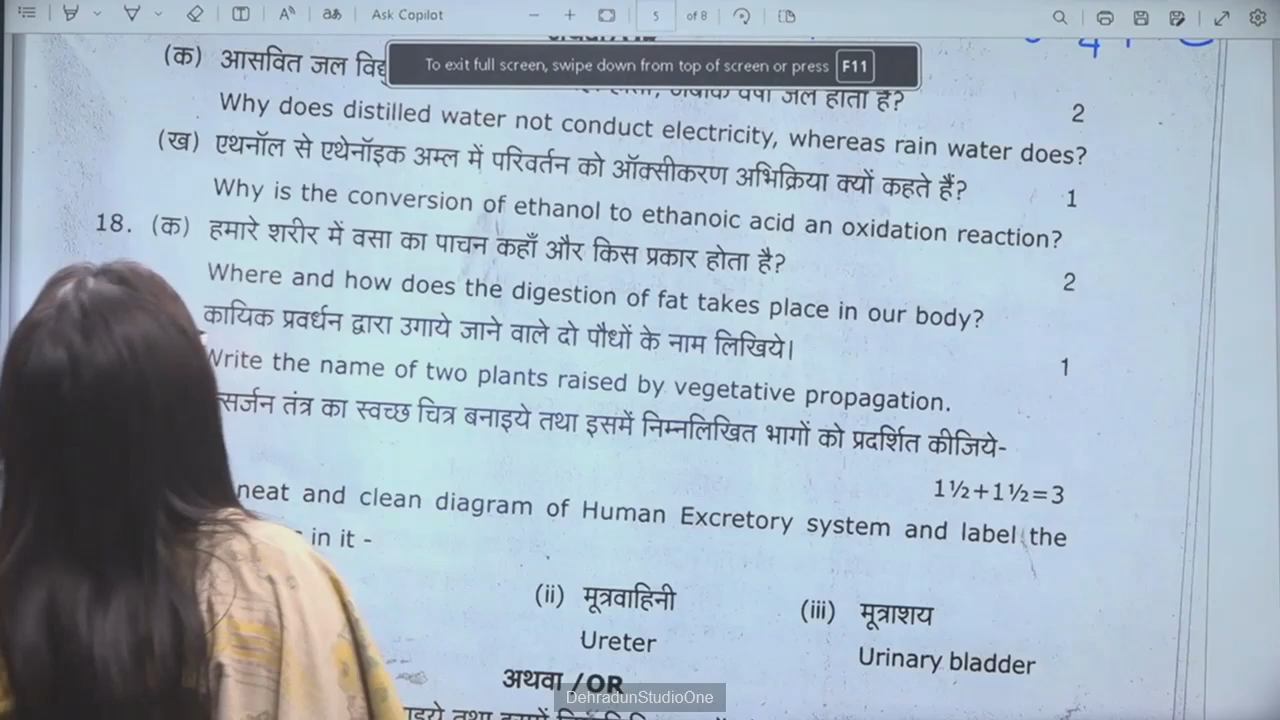 Ask Copilot
5 of 8
To exit full screen, swipe down from top of screen or press F11
(क) आसवित जल
जल होता है?
2
Why does distilled water not conduct electricity, whereas rain water does?
(ख) एथनॉल से एथेनॉइक अम्ल में परिवर्तन को ऑक्सीकरण अभिक्रिया क्यों कहते हैं?
1
Why is the conversion of ethanol to ethanoic acid an oxidation reaction?
18. (क) हमारे शरीर में वसा का पाचन कहाँ और किस प्रकार होता है?
2
Where and how does the digestion of fat takes place in our body?
कायिक प्रवर्धन द्वारा उगाये जाने वाले दो पौधों के नाम लिखिये।
1
Write the name of two plants raised by vegetative propagation.
तंत्र का स्वच्छ चित्र बनाइये तथा इसमें निम्नलिखित भागों को प्रदर्शित कीजिये-
1½+1½=3
neat and clean diagram of Human Excretory system and label the
in it -
(ii) मूत्रवाहिनी (iii) मूत्राशय
Ureter Urinary bladder
अथवा / OR
DehradunStudioOne